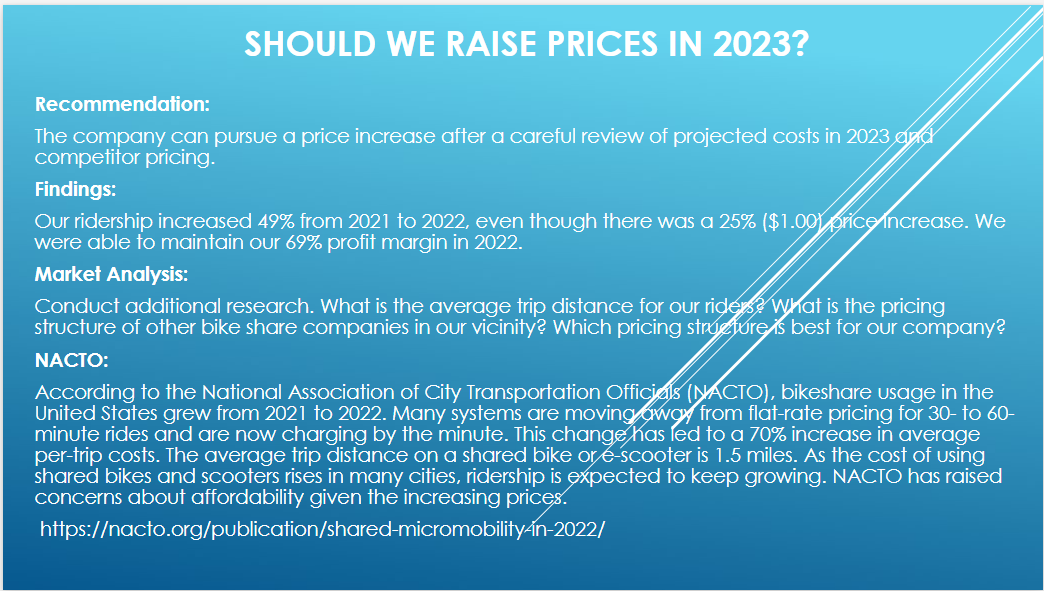 SHOULD WE RAISE PRICES IN 2023?
Recommendation:
The company can pursue a price increase after a careful review of projected costs in 2023 and
competitor pricing.
Findings:
Our ridership increased 49% from 2021 to 2022, even though there was a 25% ($1.00) price increase. We
were able to maintain our 69% profit margin in 2022.
Market Analysis:
Conduct additional research. What is the average trip distance for our riders? What is the pricing
structure of other bike share companies in our vicinity? Which pricing structure is best for our company?
NACTO:
According to the National Association of City Transportation Officials (NACTO), bikeshare usage in the
United States grew from 2021 to 2022. Many systems are moving away from flat-rate pricing for 30- to 60-
minute rides and are now charging by the minute. This change has led to a 70% increase in average
per-trip costs. The average trip distance on a shared bike or e-scooter is 1.5 miles. As the cost of using
shared bikes and scooters rises in many cities, ridership is expected to keep growing. NACTO has raised
concerns about affordability given the increasing prices.
https://nacto.org/publication/shared-micromobility-in-2022/